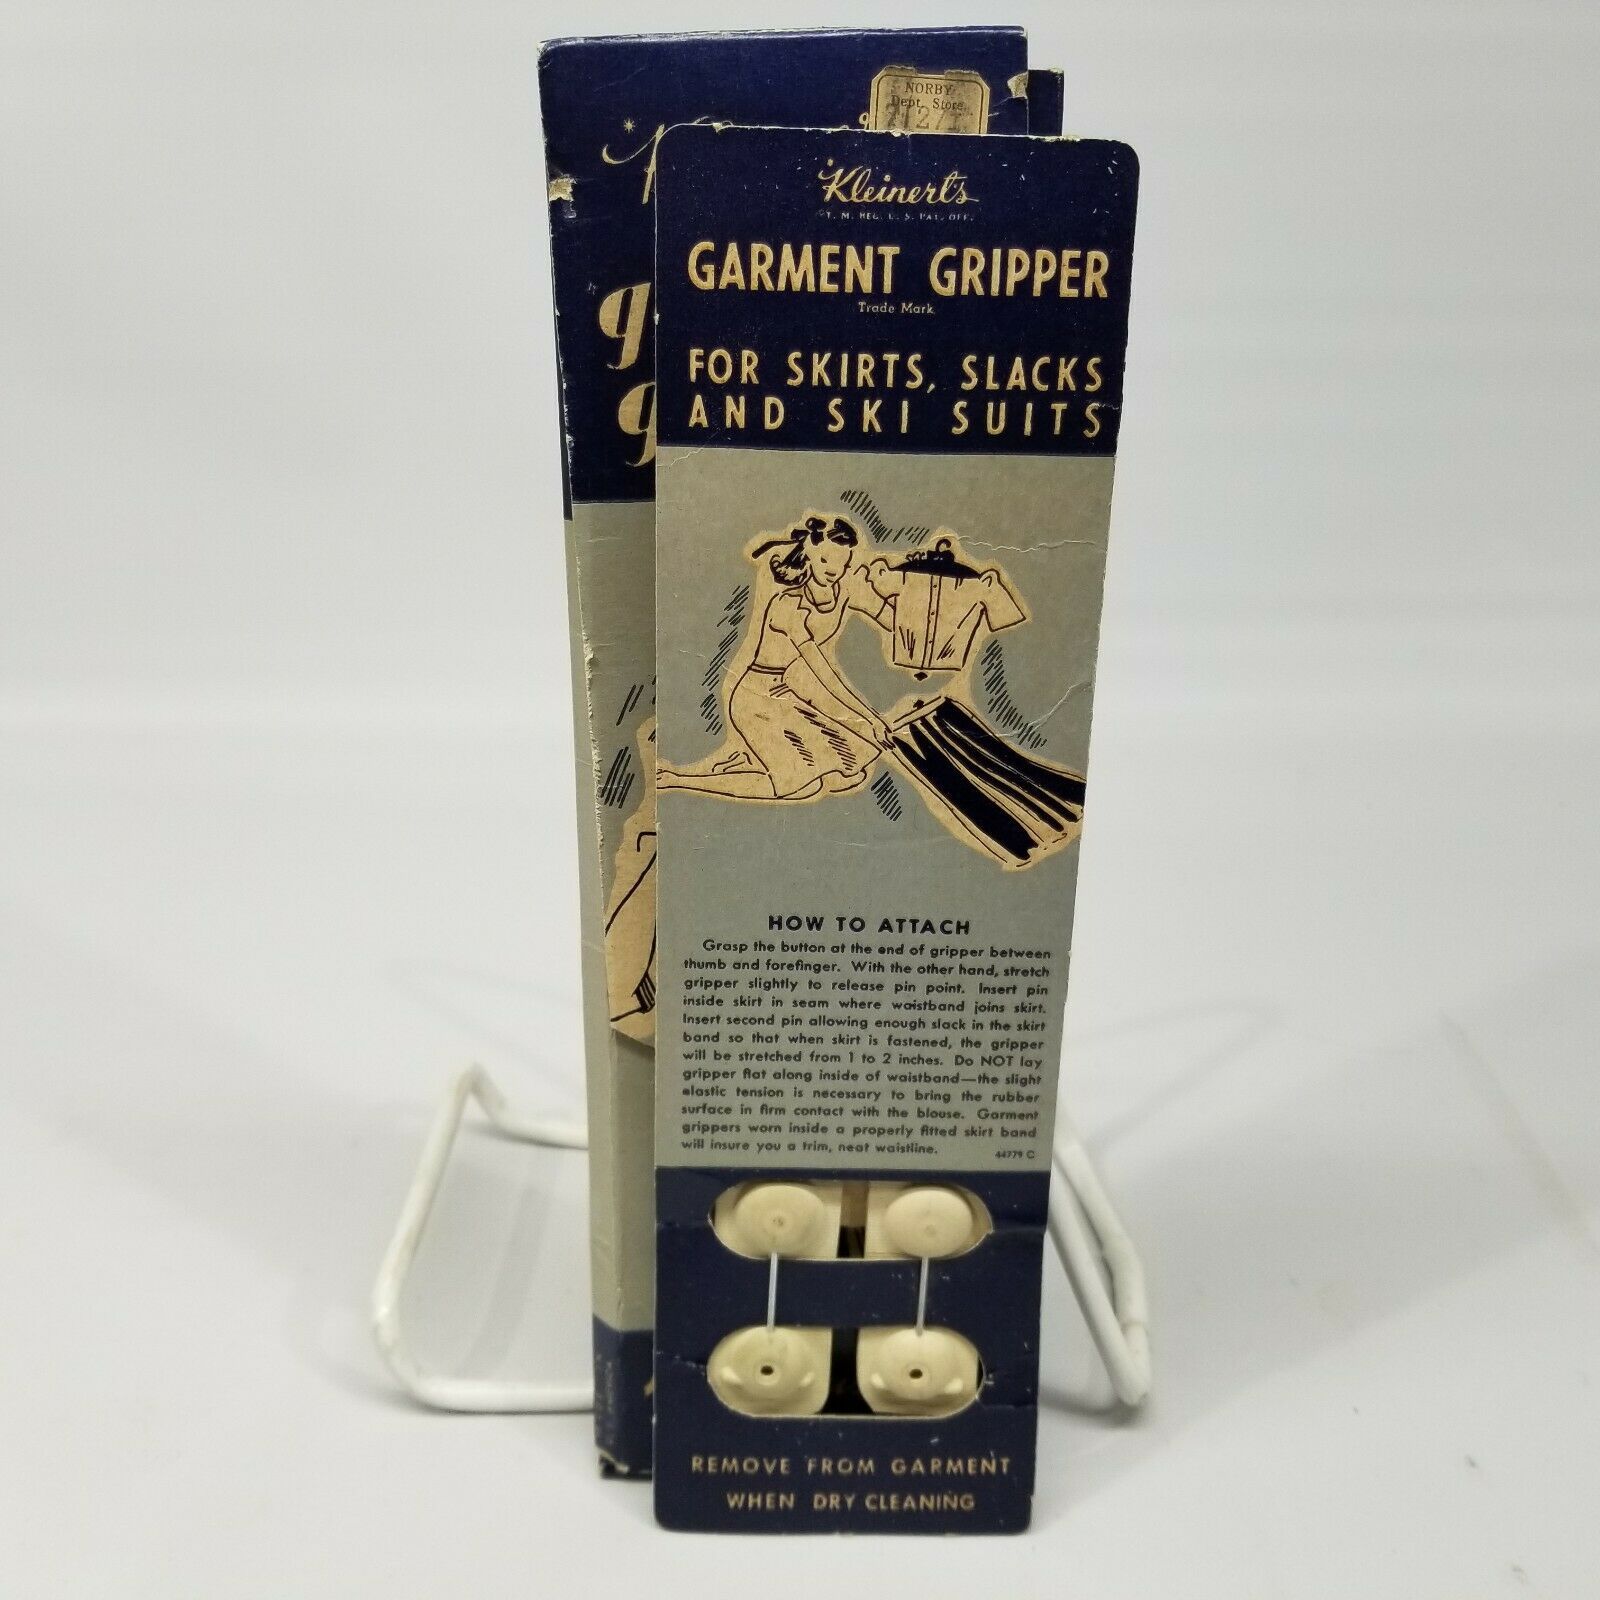 NORBY
Dept. Store
Kleinert's
T. M. REG. U. S. PAT. OFF.
GARMENT GRIPPER
Trade Mark
FOR SKIRTS, SLACKS
AND SKI SUITS
HOW TO ATTACH
Grasp the button at the end of gripper between
thumb and forefinger. With the other hand, stretch
gripper slightly to release pin point. Insert pin
inside skirt in seam where waistband joins skirt.
Insert second pin allowing enough slack in the skirt
band so that when skirt is fastened, the gripper
will be stretched from 1 to 2 inches. Do NOT lay
gripper flat along inside of waistband—the slight
elastic tension is necessary to bring the rubber
surface in firm contact with the blouse. Garment
grippers worn inside a properly fitted skirt band
will insure you a trim, neat waistline.
44779 C
REMOVE FROM GARMENT
WHEN DRY CLEANING